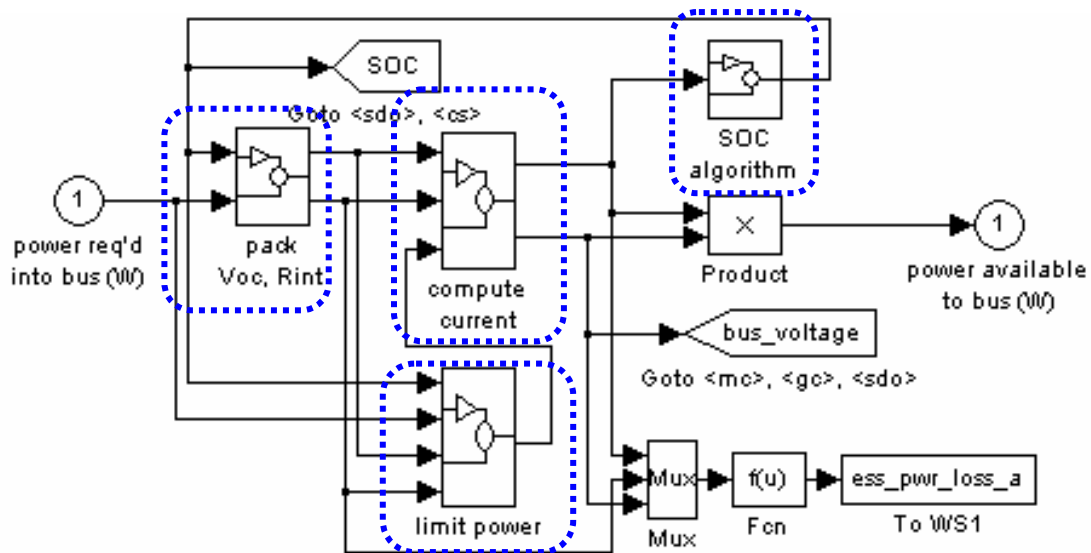 SOC
Goto <sdo>, <cs>
SOC
algorithm
1
power req'd
into bus (W)
pack
Voc, Rint
compute
current
×
Product
1
power available
to bus (W)
bus_voltage
Goto <mc>, <gc>, <sdo>
limit power
Mux
Mux
f(u)
Fcn
ess_pwr_loss_a
To WS1